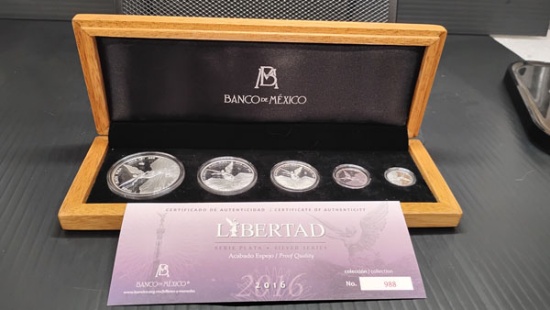 BANCO DE MÉXICO
CERTIFICADO DE AUTENTICIDAD / CERTIFICATE OF AUTHENTICITY
LIBERTAD
SERIE PLATA • SILVER SERIES
Acabado Espejo / Proof Quality
2016
2016
BANCO DE MÉXICO
No. 988